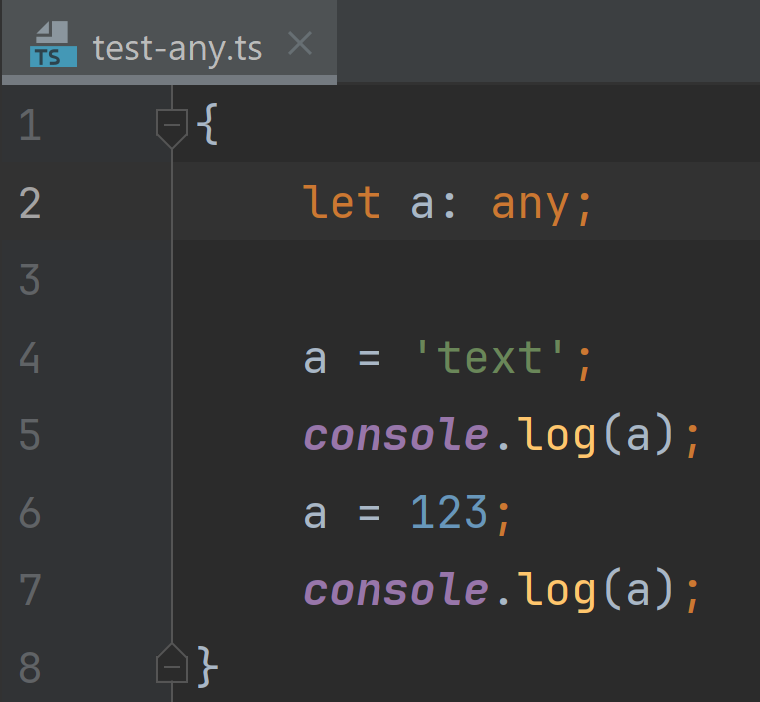 TS test-any.ts
1 {
2 let a: any;
3
4 a = 'text';
5 console.log(a);
6 a = 123;
7 console.log(a);
8 }